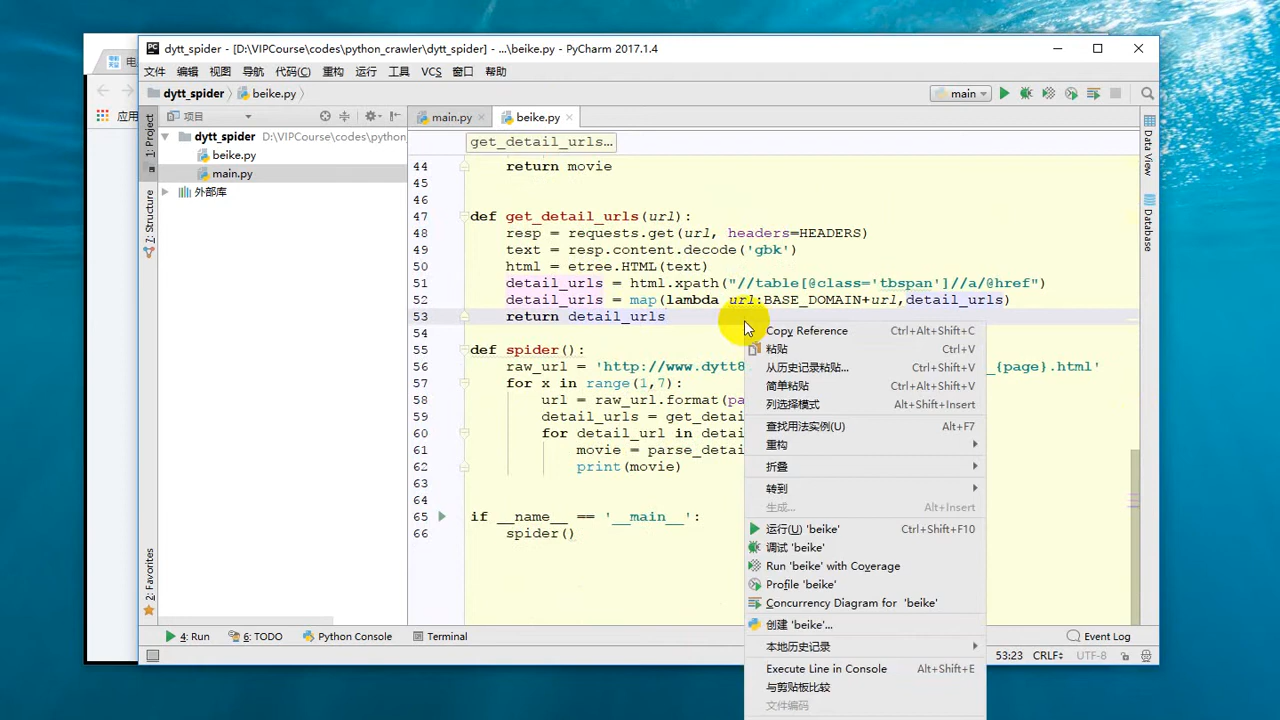 dytt_spider - [D:\VIPCourse\codes\python_crawler\dytt_spider] - ...\beike.py - PyCharm 2017.1.4
文件 编辑 视图 导航 代码(C) 重构 运行 工具 VCS 窗口 帮助
dytt_spider beike.py main
应用
1: Project
7: Structure
2: Favorites
项目
dytt_spider D:\VIPCourse\codes\python
beike.py
main.py
外部库
main.py beike.py
get_detail_urls...
44 return movie
45
46
47 def get_detail_urls(url):
48 resp = requests.get(url, headers=HEADERS)
49 text = resp.content.decode('gbk')
50 html = etree.HTML(text)
51 detail_urls = html.xpath("//table[@class='tbspan']//a/@href")
52 detail_urls = map(lambda url:BASE_DOMAIN+url,detail_urls)
53 return detail_urls
54
55 def spider():
56 raw_url = 'http://www.dytt8 _{page}.html'
57 for x in range(1,7):
58 url = raw_url.format(pa
59 detail_urls = get_detai
60 for detail_url in detai
61 movie = parse_detai
62 print(movie)
63
64
65 if __name__ == '__main__':
66 spider()
Copy Reference Ctrl+Alt+Shift+C
粘贴 Ctrl+V
从历史记录粘贴... Ctrl+Shift+V
简单粘贴 Ctrl+Alt+Shift+V
列选择模式 Alt+Shift+Insert
查找用法实例(U) Alt+F7
重构
折叠
转到
生成... Alt+Insert
运行(U) 'beike' Ctrl+Shift+F10
调试 'beike'
Run 'beike' with Coverage
Profile 'beike'
Concurrency Diagram for 'beike'
创建 'beike'...
本地历史记录
Execute Line in Console Alt+Shift+E
与剪贴板比较
文件编码
Data View
Database
4: Run 6: TODO Python Console Terminal Event Log
53:23 CRLF UTF-8